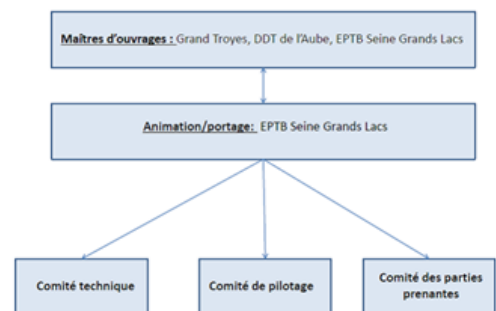 Maîtres d'ouvrages : Grand Troyes, DDT de l'Aube, EPTB Seine Grands Lacs
Animation/portage: EPTB Seine Grands Lacs
Comité technique
Comité de pilotage
Comité des parties
prenantes